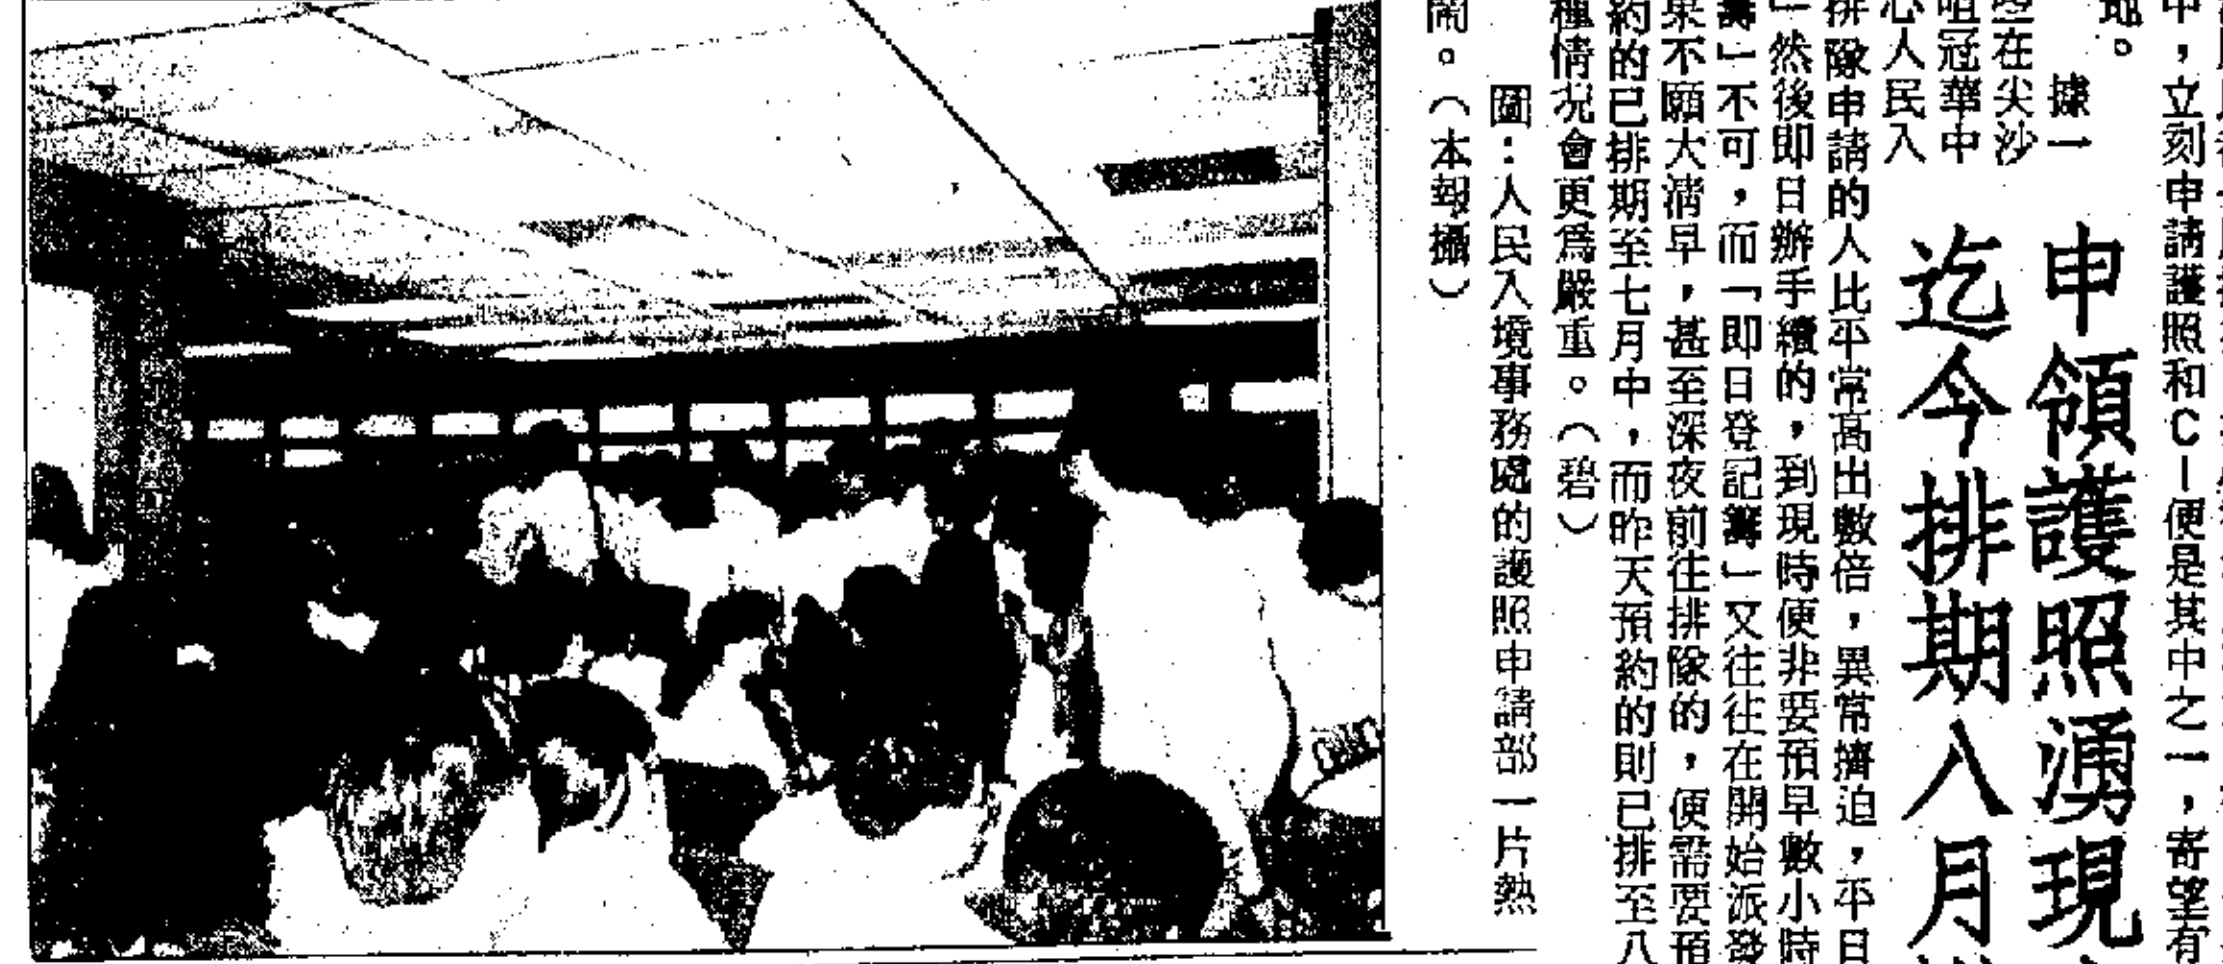 中，立刻申請護照和CI便是其中之一，寄望有
地。
申領護照湧現
迄今排期入月
據一
在尖沙
咀冠華中
心人民入
排隊申請的人比平常高出數倍，異常擠迫，平日
」然後即日辦手續的，到現時便非要預早數小時
籌」不可，而「即日登記籌」又往往在開始派發
果不願大清早，甚至深夜前往排隊的，便需要預
約的已排期至七月中，而昨天預約的則已排至八
種情況會更為嚴重。（碧）
圖：人民入境事務處的護照申請部一片熱
鬧。（本報攝）